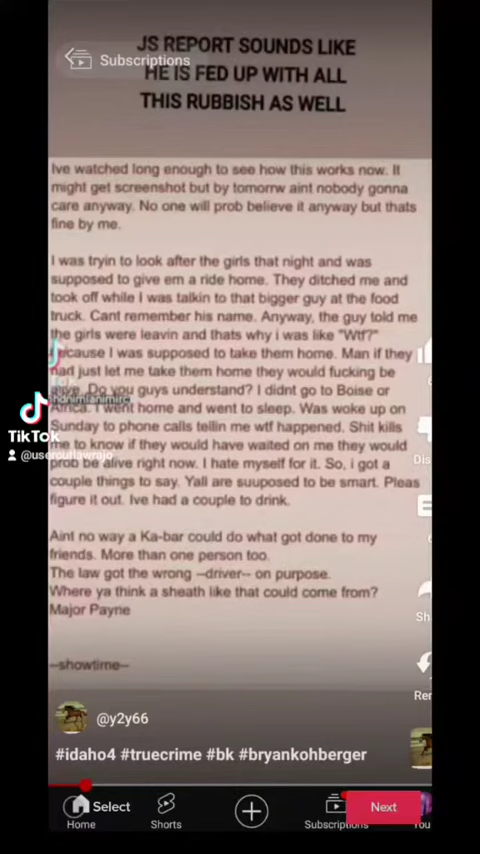 JS REPORT SOUNDS LIKE
Subscriptions
HE IS FED UP WITH ALL
THIS RUBBISH AS WELL
Ive watched long enough to see how this works now. It
might get screenshot but by tomorrw aint nobody gonna
care anyway. No one will prob believe it anyway but thats
fine by me.
I was tryin to look after the girls that night and was
supposed to give em a ride home. They ditched me and
took off while I was talkin to that bigger guy at the food
truck. Cant remember his name. Anyway, the guy told me
the girls were leavin and thats why i was like "Wtf?"
because I was supposed to take them home. Man if they
had just let me take them home they would fucking be
alive. Do you guys understand? I didnt go to Boise or
Africa. I went home and went to sleep. Was woke up on
Sunday to phone calls tellin me wtf happened. Shit kills
me to know if they would have waited on me they would
prob be alive right now. I hate myself for it. So, i got a
couple things to say. Yall are suuposed to be smart. Pleas
figure it out. Ive had a couple to drink.
TikTok
Aint no way a Ka-bar could do what got done to my
friends. More than one person too.
The law got the wrong --driver-- on purpose.
Where ya think a sheath like that could come from?
Major Payne
--showtime--
Dis
Sh
Rer
@y2y66
#idaho4 #truecrime #bk #bryankohberger
Select
Next
Home
Shorts
Subscriptions
You